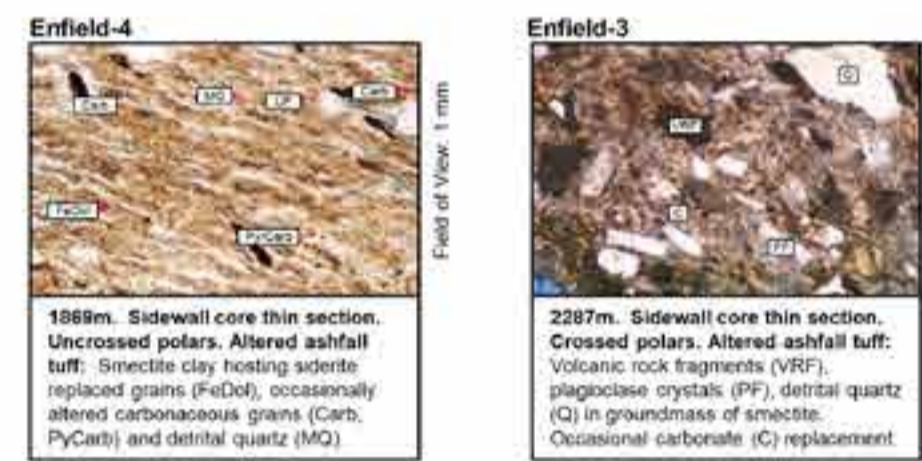 Enfield-4
Carb
MQ
Carb
FeDol
PyCarb
Field of View: 1 mm
1869m. Sidewall core thin section.
Uncrossed polars. Altered ashfall
tuff: Smectite clay hosting siderite
replaced grains (FeDol), occasionally
altered carbonaceous grains (Carb,
PyCarb) and detrital quartz (MQ)
Enfield-3
Q
VRF
C
PF
2287m. Sidewall core thin section.
Crossed polars. Altered ashfall tuff:
Volcanic rock fragments (VRF),
plagioclase crystals (PF), detrital quartz
(Q) in groundmass of smectite.
Occasional carbonate (C) replacement